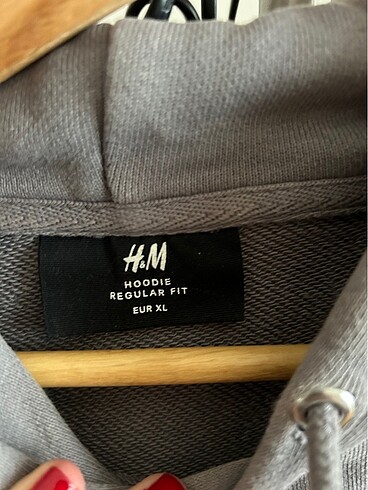 H&M
HOODIE
REGULAR FIT
EUR XL